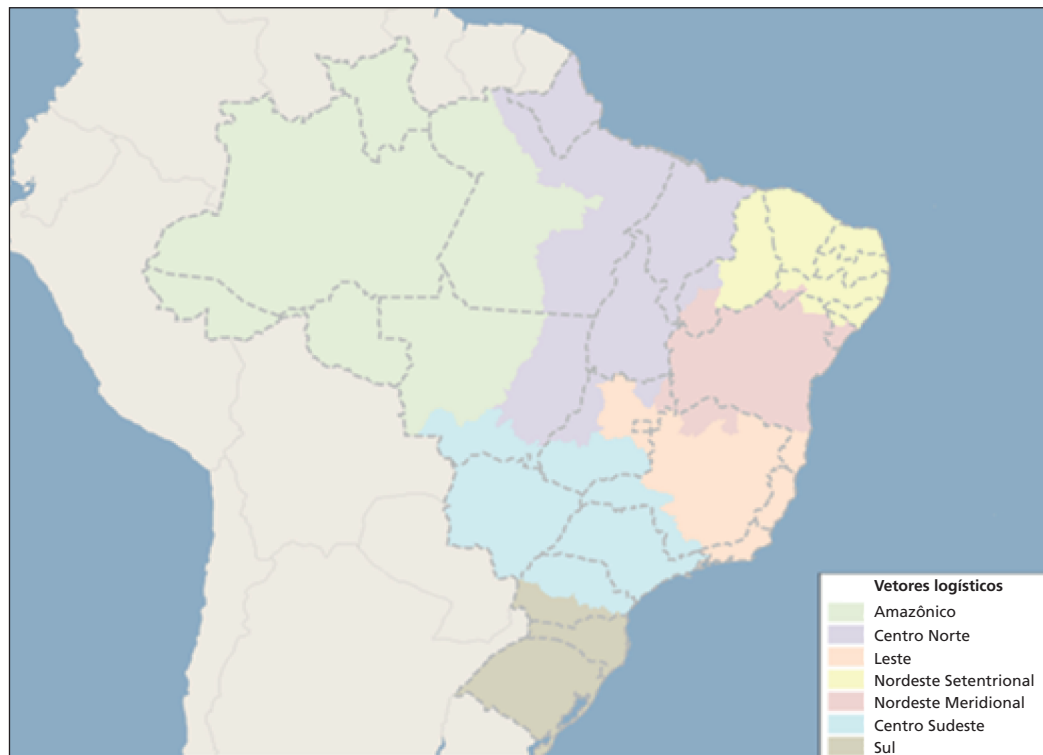 Vetores logísticos
Amazônico
Centro Norte
Leste
Nordeste Setentrional
Nordeste Meridional
Centro Sudeste
Sul